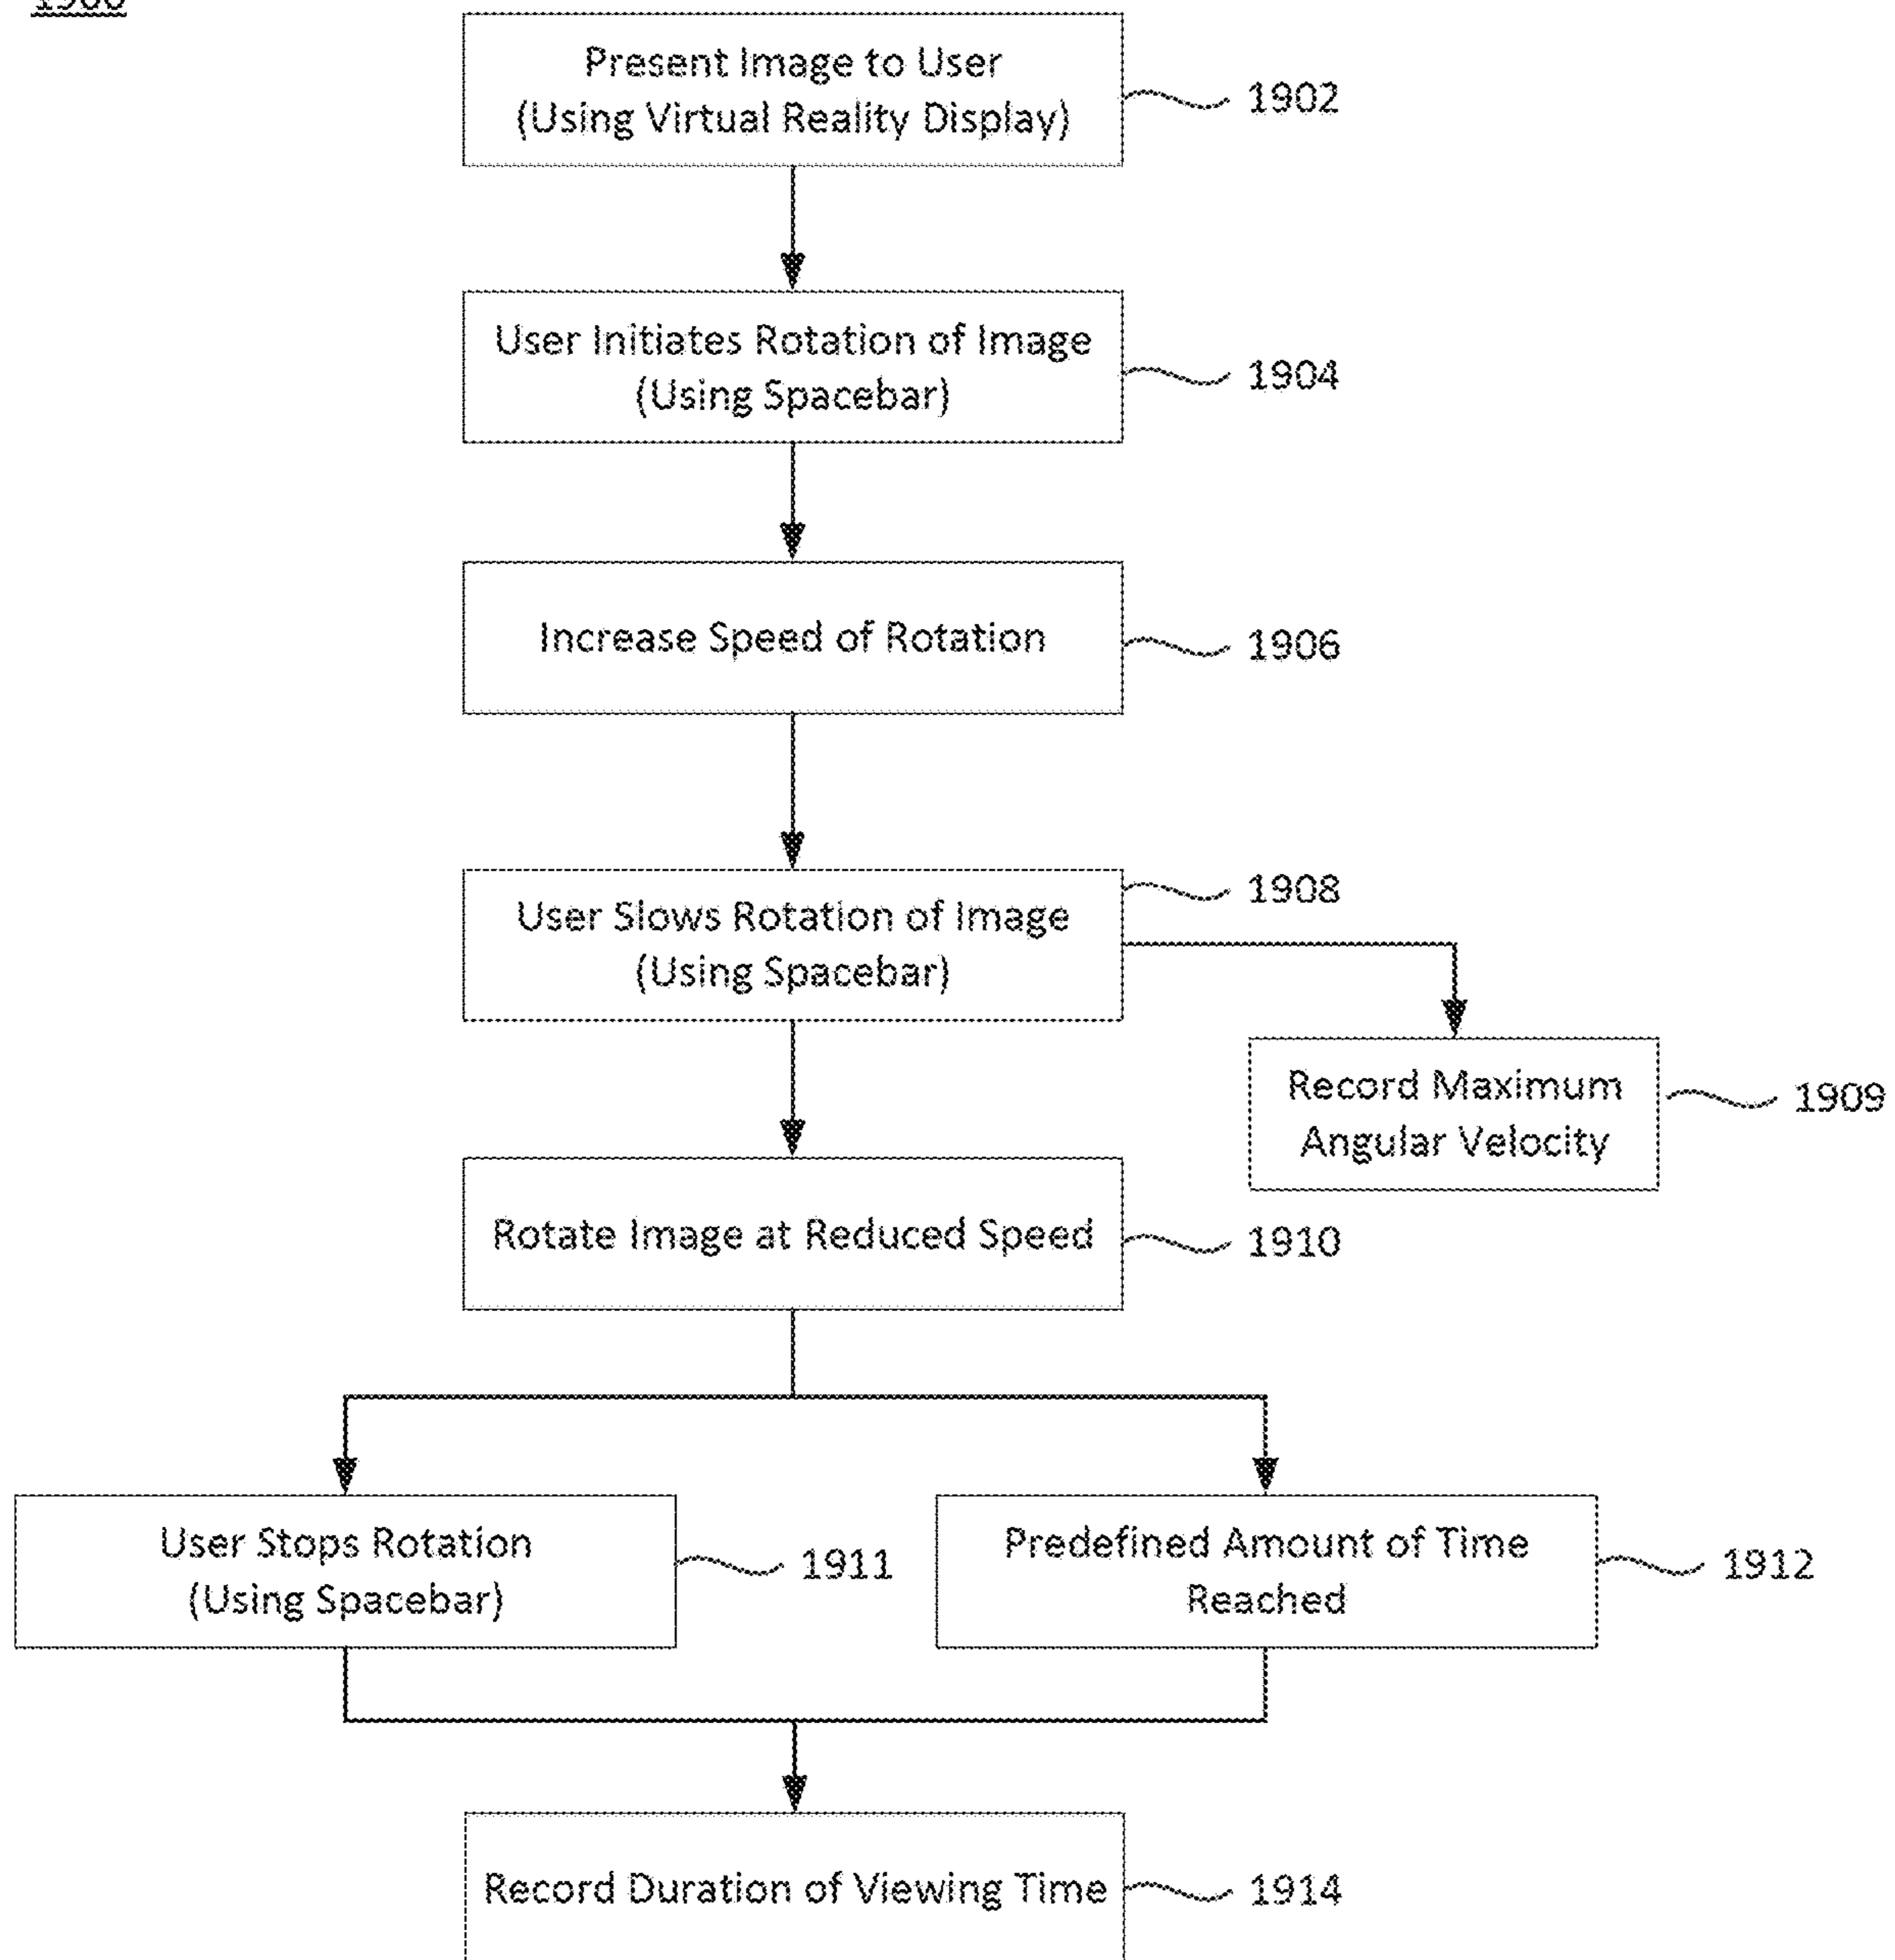 1900
Present Image to User
(Using Virtual Reality Display)
1902
User Initiates Rotation of Image
(Using Spacebar)
1904
Increase Speed of Rotation
1906
User Slows Rotation of Image
(Using Spacebar)
1908
Record Maximum
Angular Velocity
1909
Rotate Image at Reduced Speed
1910
User Stops Rotation
(Using Spacebar)
1911
Predefined Amount of Time
Reached
1912
Record Duration of Viewing Time
1914